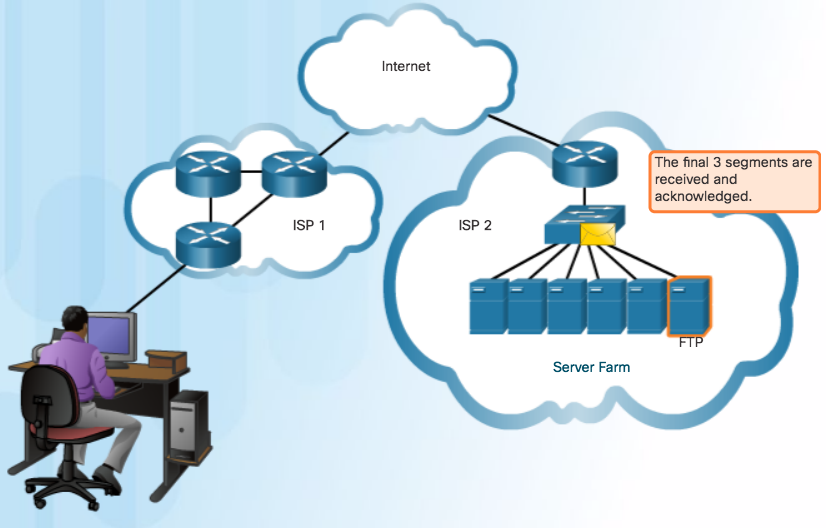 Internet
The final 3 segments are
received and
acknowledged.
ISP 1
ISP 2
FTP
Server Farm